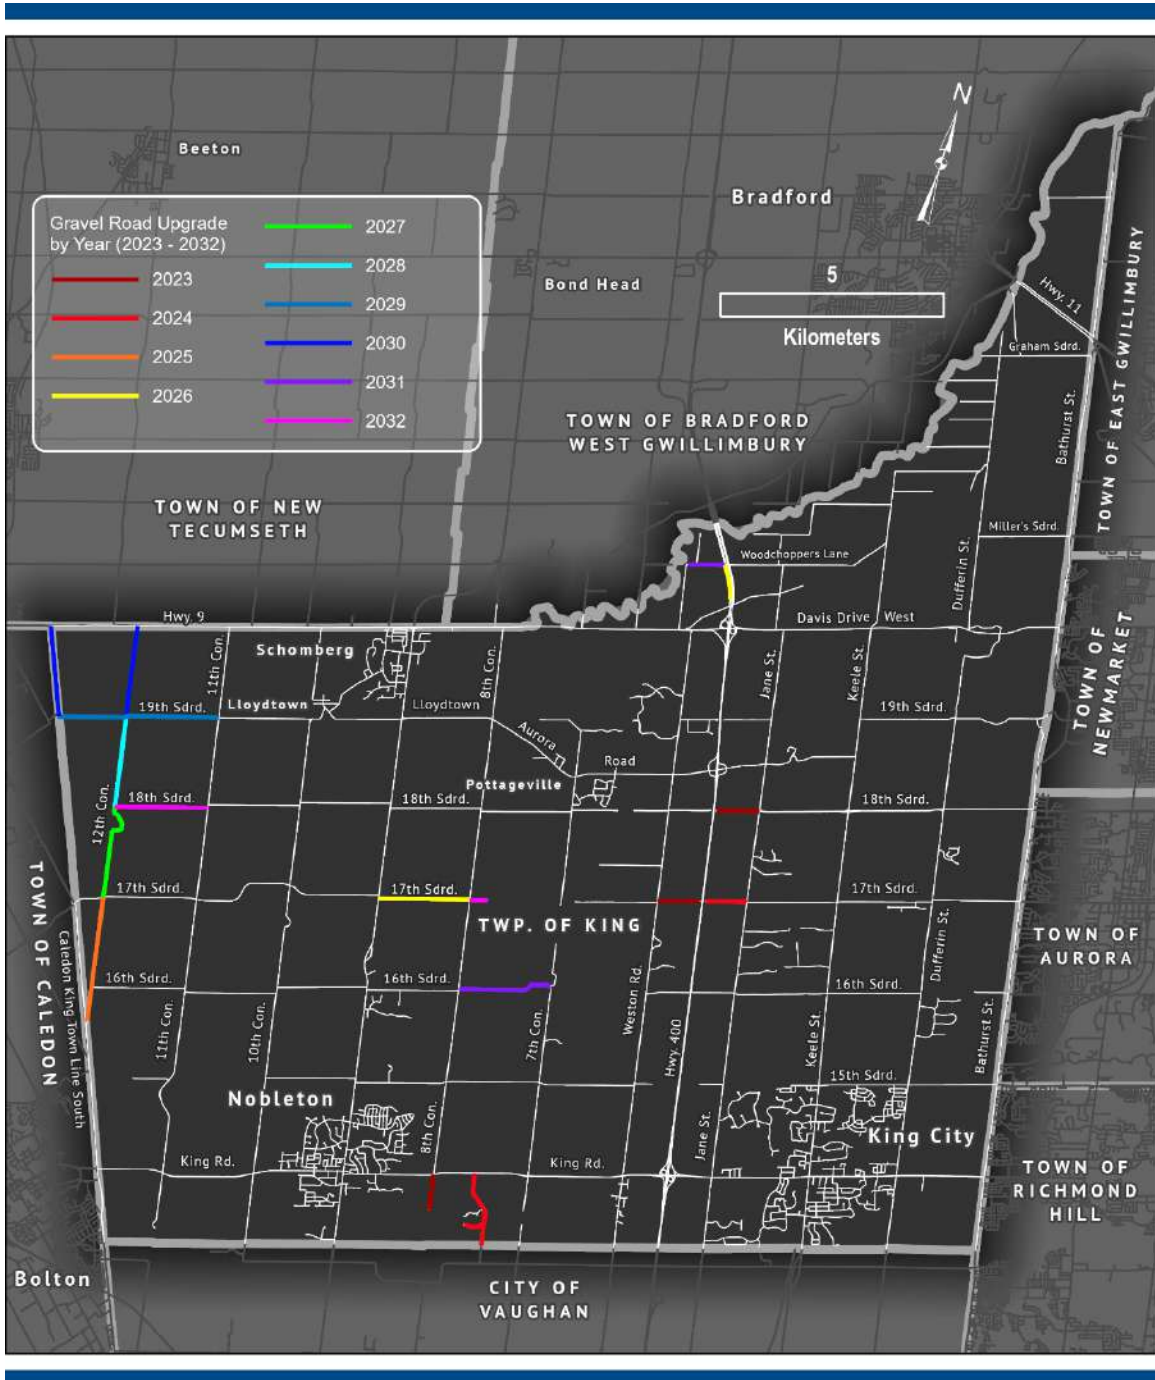 N
Beeton
Bradford
Gravel Road Upgrade
by Year (2023 - 2032)
2023
2024
2025
2026
2027
2028
2029
2030
2031
2032
Bond Head
5
Kilometers
Hwy. 11
Graham Sdrd.
TOWN OF EAST GWILLIMBURY
TOWN OF BRADFORD
WEST GWILLIMBURY
Bathurst St.
TOWN OF NEW
TECUMSETH
Miller's Sdrd.
Woodchoppers Lane
Dufferin St.
Hwy. 9
Davis Drive West
TOWN OF
NEWMARKET
Schomberg
11th Con.
8th Con.
Jane St.
Keele St.
19th Sdrd.
Lloydtown
Lloydtown
19th Sdrd.
Aurora
Road
Pottageville
12th Con.
18th Sdrd.
18th Sdrd.
18th Sdrd.
TOWN OF CALEDON
17th Sdrd.
17th Sdrd.
17th Sdrd.
TWP. OF KING
TOWN OF
AURORA
Caledon King Town Line South
16th Sdrd.
16th Sdrd.
16th Sdrd.
Dufferin St.
Weston Rd.
11th Con.
10th Con.
7th Con.
Hwy. 400
Keele St.
Bathurst St.
15th Sdrd.
Nobleton
8th Con.
Jane St.
King City
King Rd.
King Rd.
TOWN OF
RICHMOND
HILL
Bolton
CITY OF
VAUGHAN